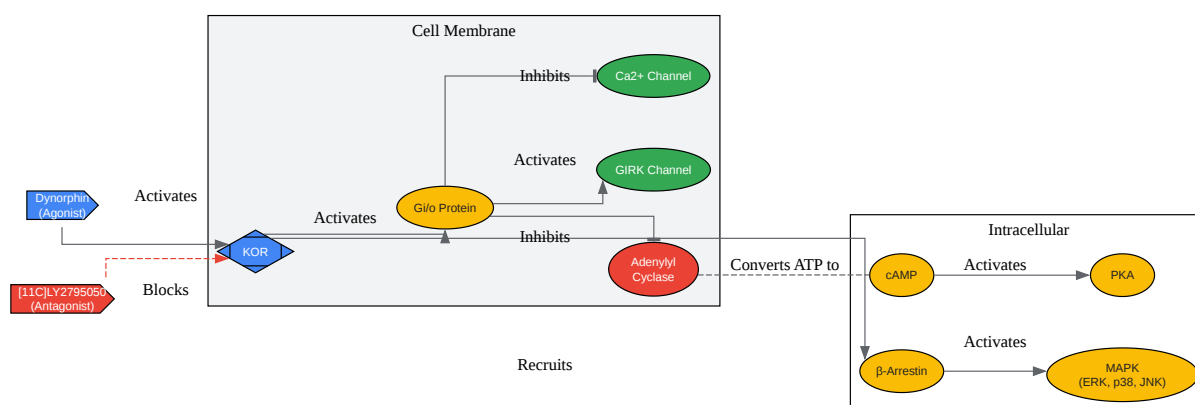 Cell Membrane
Inhibits
Ca2+ Channel
Activates
GIRK Channel
Dynorphin
(Agonist)
Activates
Activates
Gi/o Protein
KOR
Inhibits
Adenylyl
Cyclase
[11C]LY2795050
(Antagonist)
Blocks
Converts ATP to
Intracellular
cAMP
Activates
PKA
Recruits
β-Arrestin
Activates
MAPK
(ERK, p38, JNK)